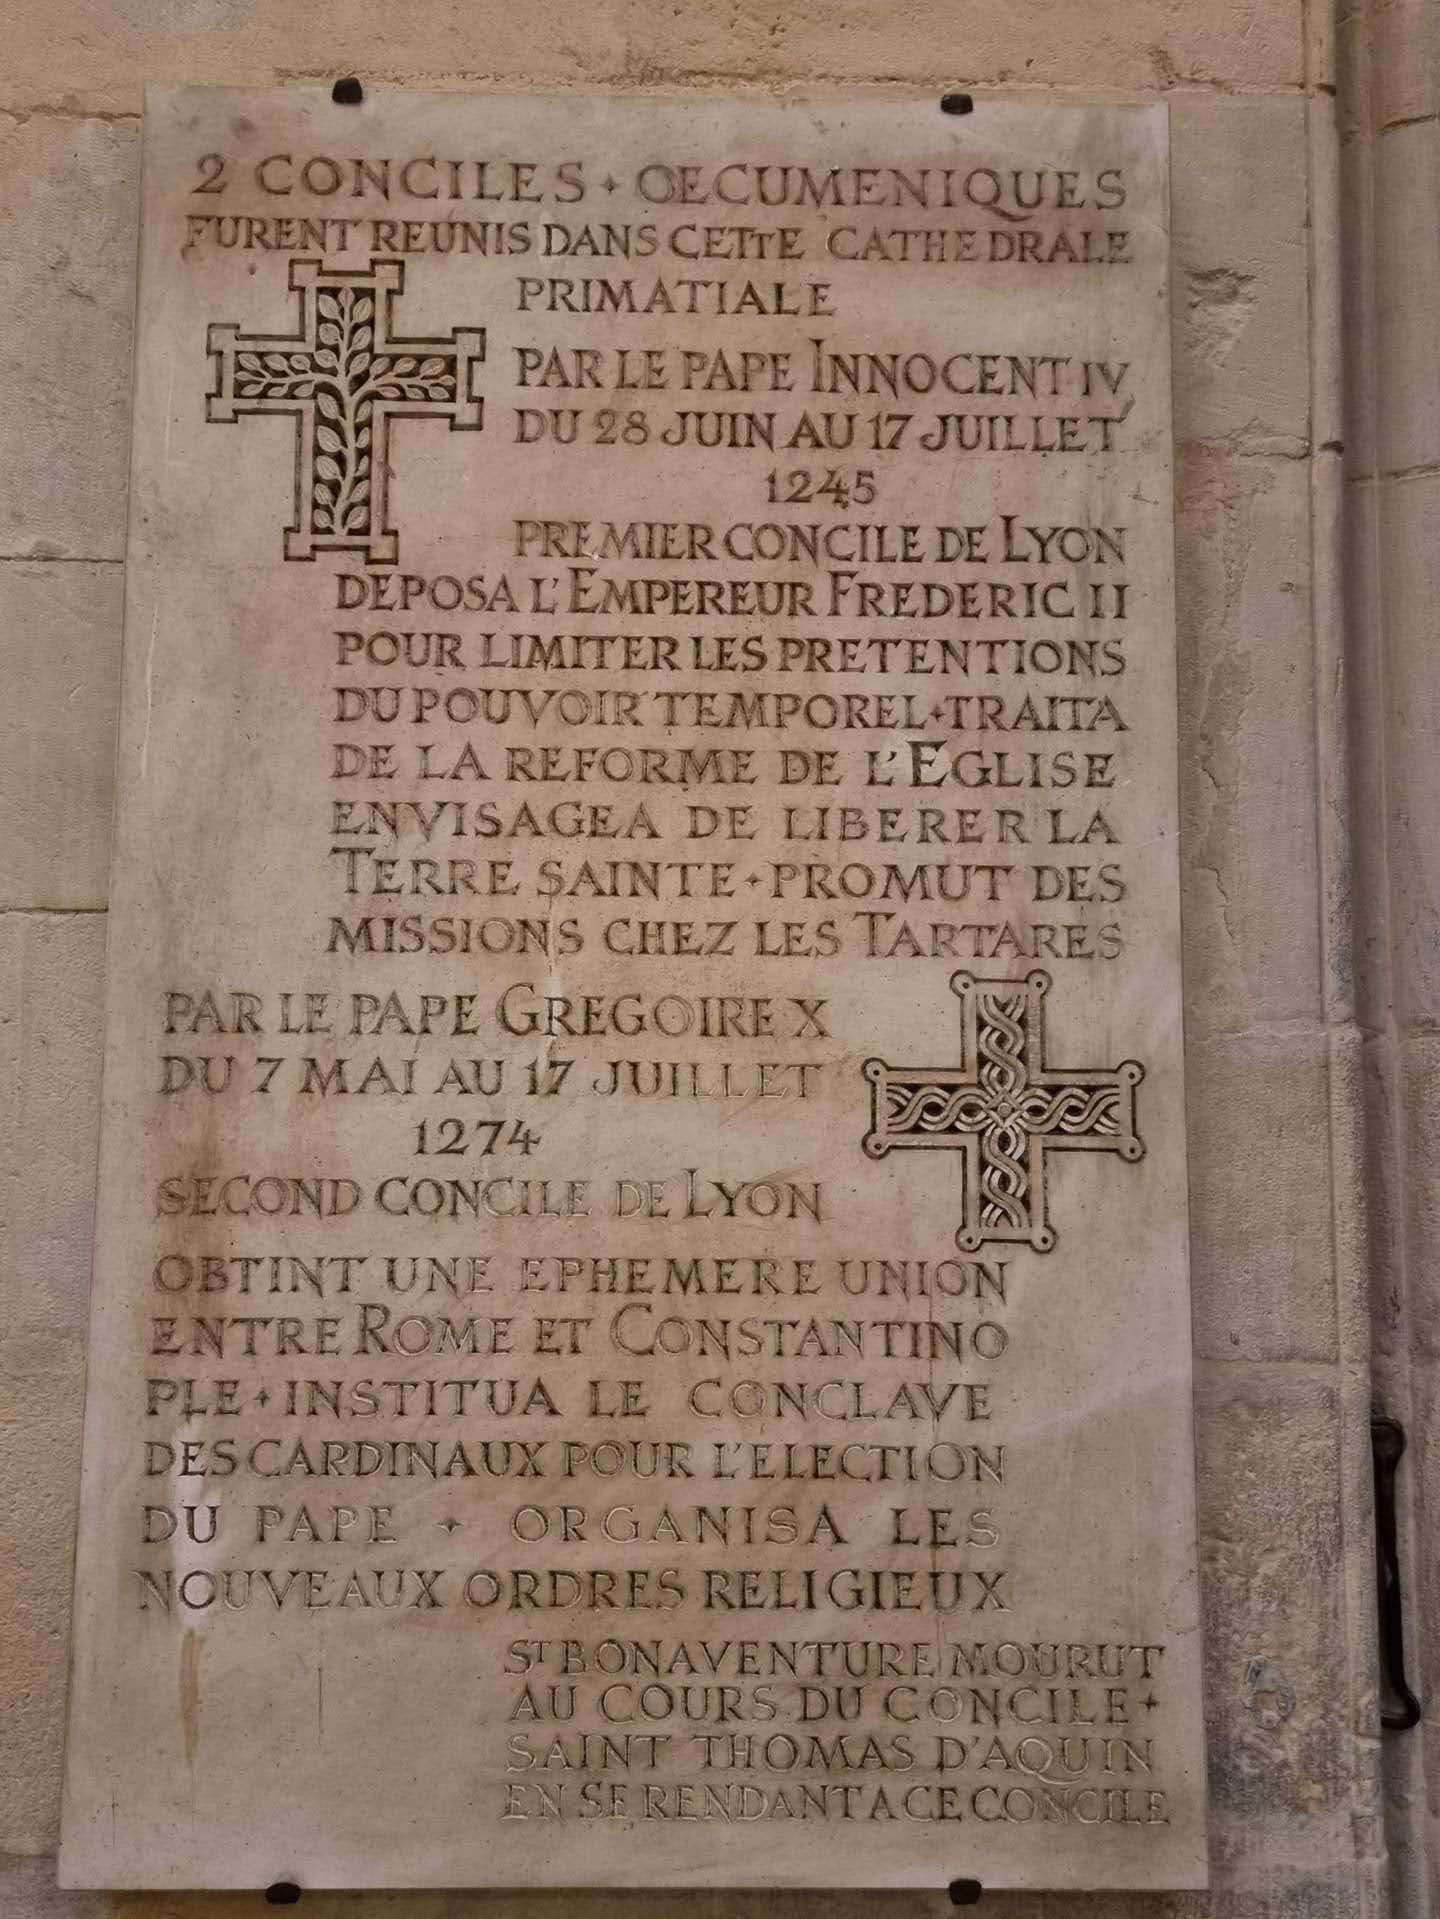 2 CONCILES + OECUMENIQUES
FURENT REUNIS DANS CETTE CATHEDRALE
PRIMATIALE
PAR LE PAPE INNOCENT IV
DU 28 JUIN AU 17 JUILLET
1245
PREMIER CONCILE DE LYON
DEPOSA L'EMPEREUR FREDERIC II
POUR LIMITER LES PRETENTIONS
DU POUVOIR TEMPOREL + TRAITA
DE LA REFORME DE L'EGLISE
ENVISAGEA DE LIBERER LA
TERRE SAINTE + PROMUT DES
MISSIONS CHEZ LES TARTARES
PAR LE PAPE GREGOIRE X
DU 7 MAI AU 17 JUILLET
1274
SECOND CONCILE DE LYON
OBTINT UNE EPHEMERE UNION
ENTRE ROME ET CONSTANTINO
PLE + INSTITUA LE CONCLAVE
DES CARDINAUX POUR L'ELECTION
DU PAPE + ORGANISA LES
NOUVEAUX ORDRES RELIGIEUX
ST BONAVENTURE MOURUT
AU COURS DU CONCILE +
SAINT THOMAS D'AQUIN
EN SE RENDANT A CE CONCILE